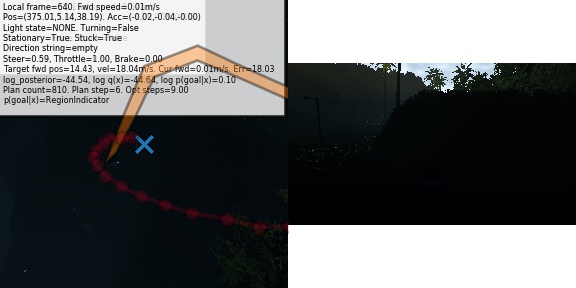 Local frame=640: Fwd speed=0.01m/s
Pos=(375.01,5.14,38.19). Acc=(-0.02,-0.04,-0.00)
Light state=NONE. Turning=False
Stationary=True. Stuck=True
Direction string=empty
Steer=0.59, Throttle=1.00, Brake=0.00
Target fwd pos=14.43, vel=18.04m/s. Cur fwd=0.01m/s. Err=18.03
log_posterior=-44.54, log q(x)=-44.64, log p(goal|x)=0.10
Plan count=810. Plan step=6. Opt steps=9.00
p(goal|x)=RegionIndicator